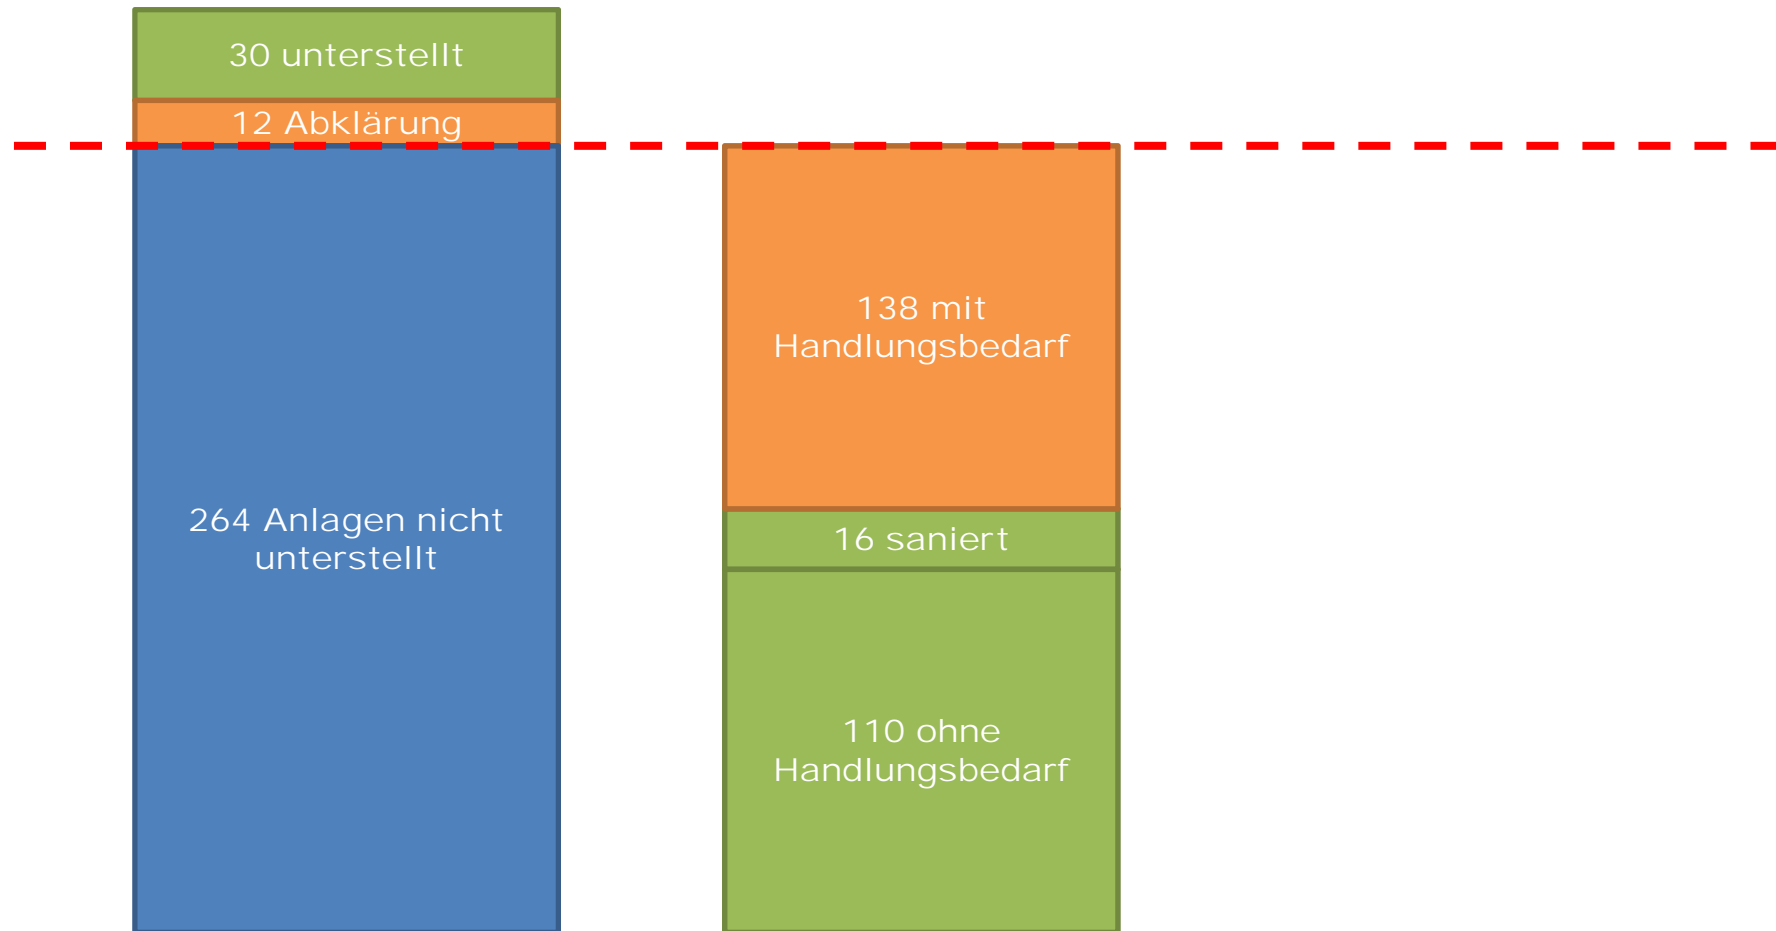 30 unterstellt
12 Abklärung
264 Anlagen nicht
unterstellt
138 mit
Handlungsbedarf
16 saniert
110 ohne
Handlungsbedarf